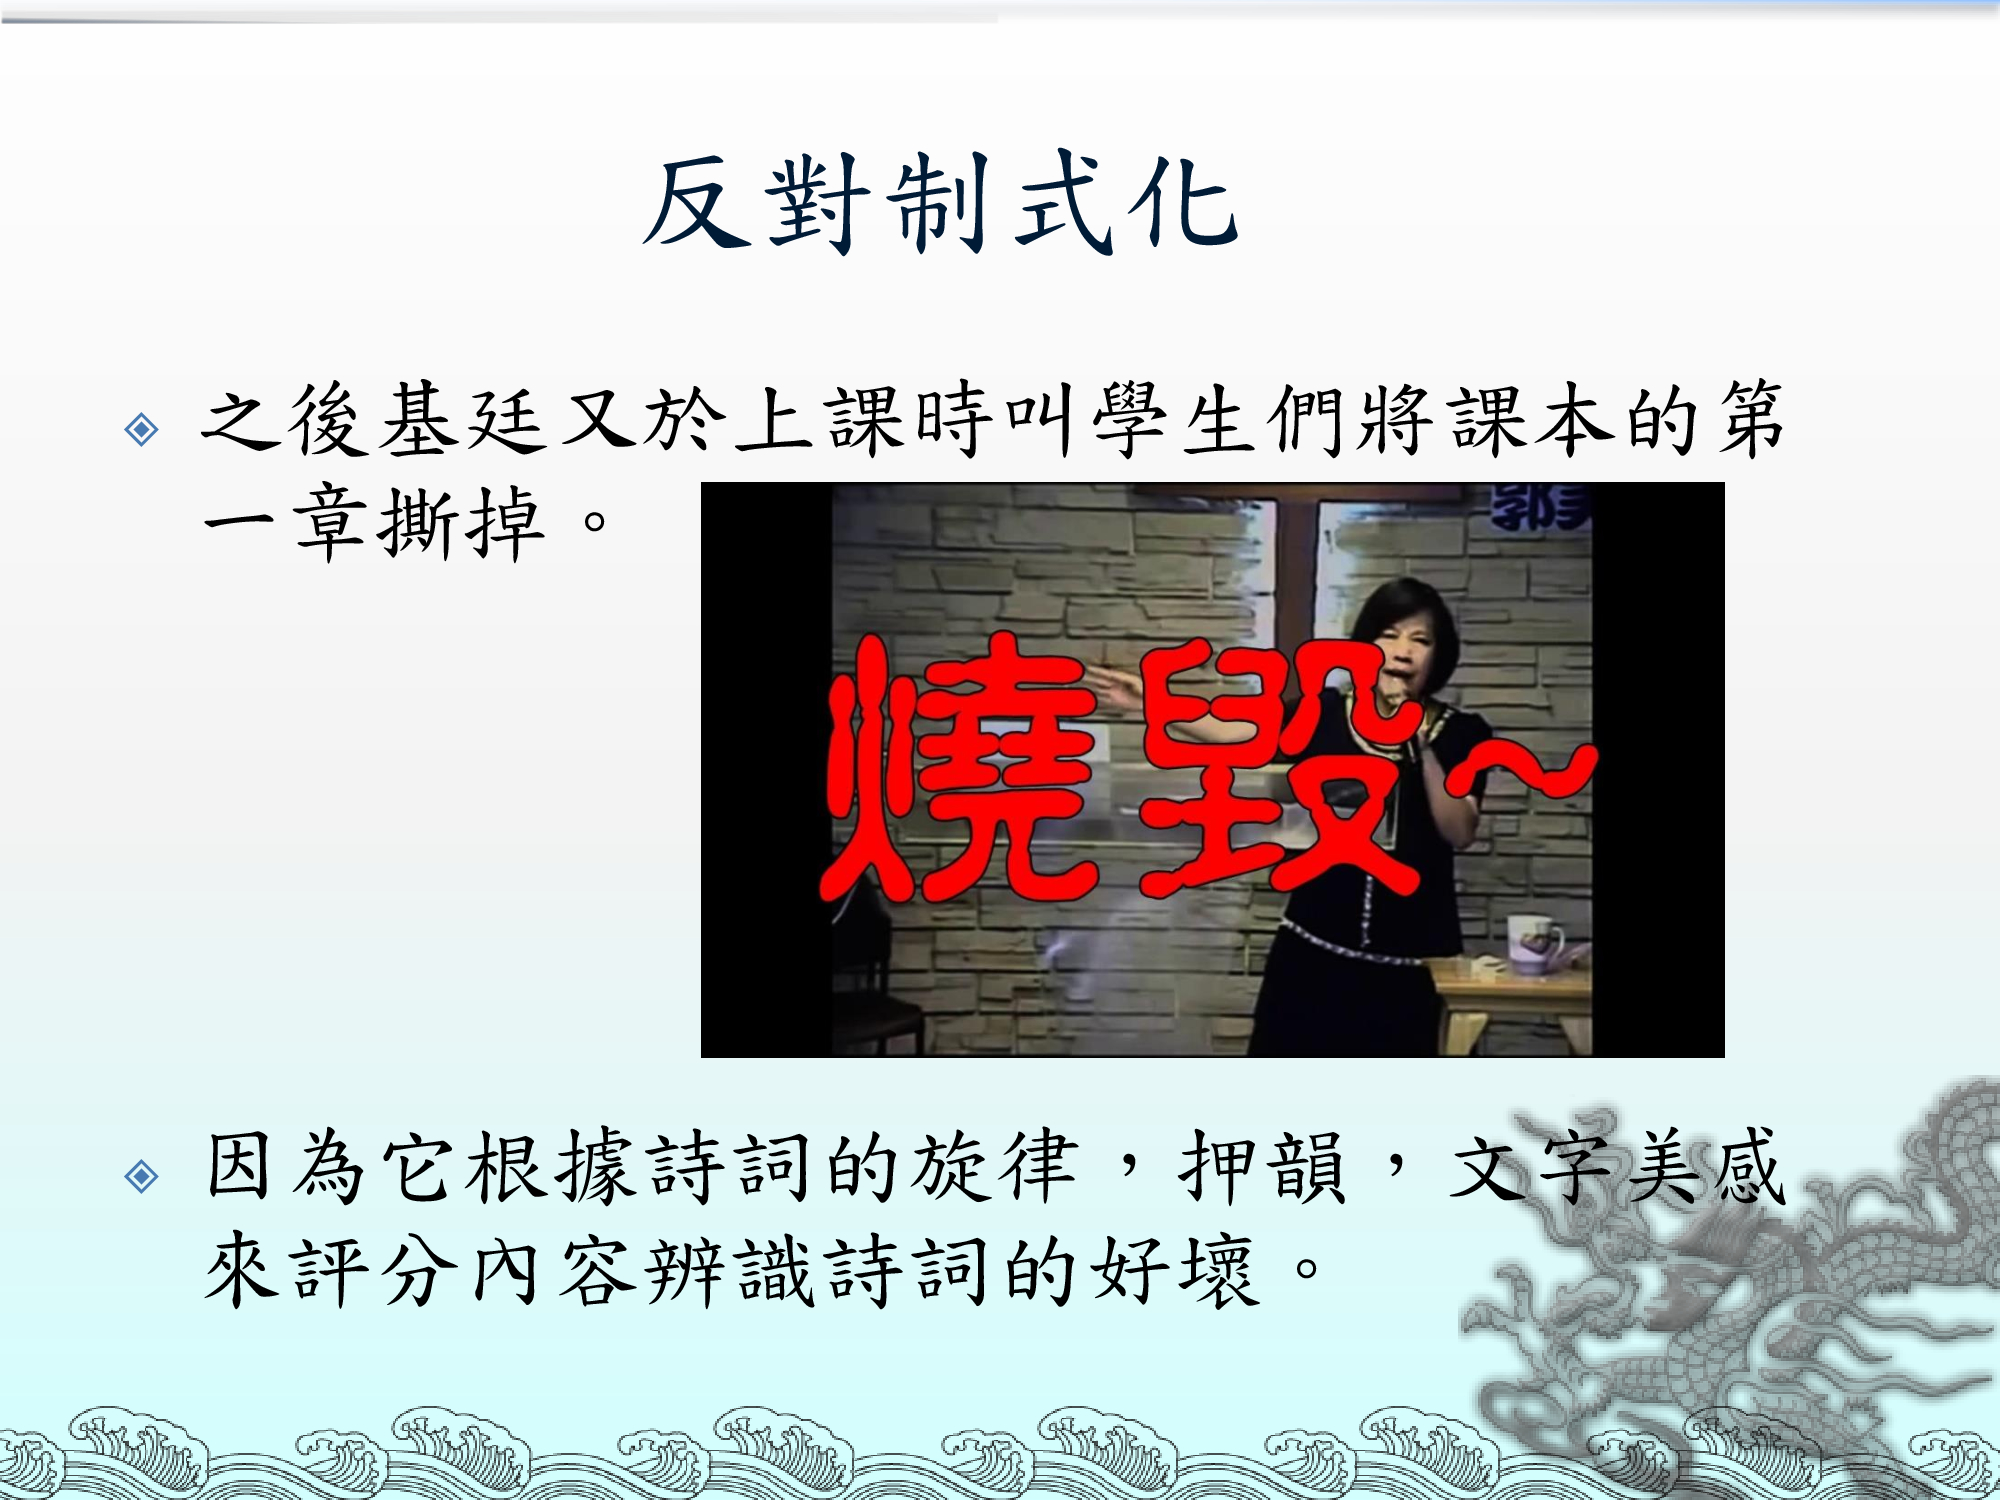 反對制式化
之後基廷又於上課時叫學生們將課本的第
一章撕掉。
郭美
燒毀~
因為它根據詩詞的旋律，押韻，文字美感
來評分內容辨識詩詞的好壞。